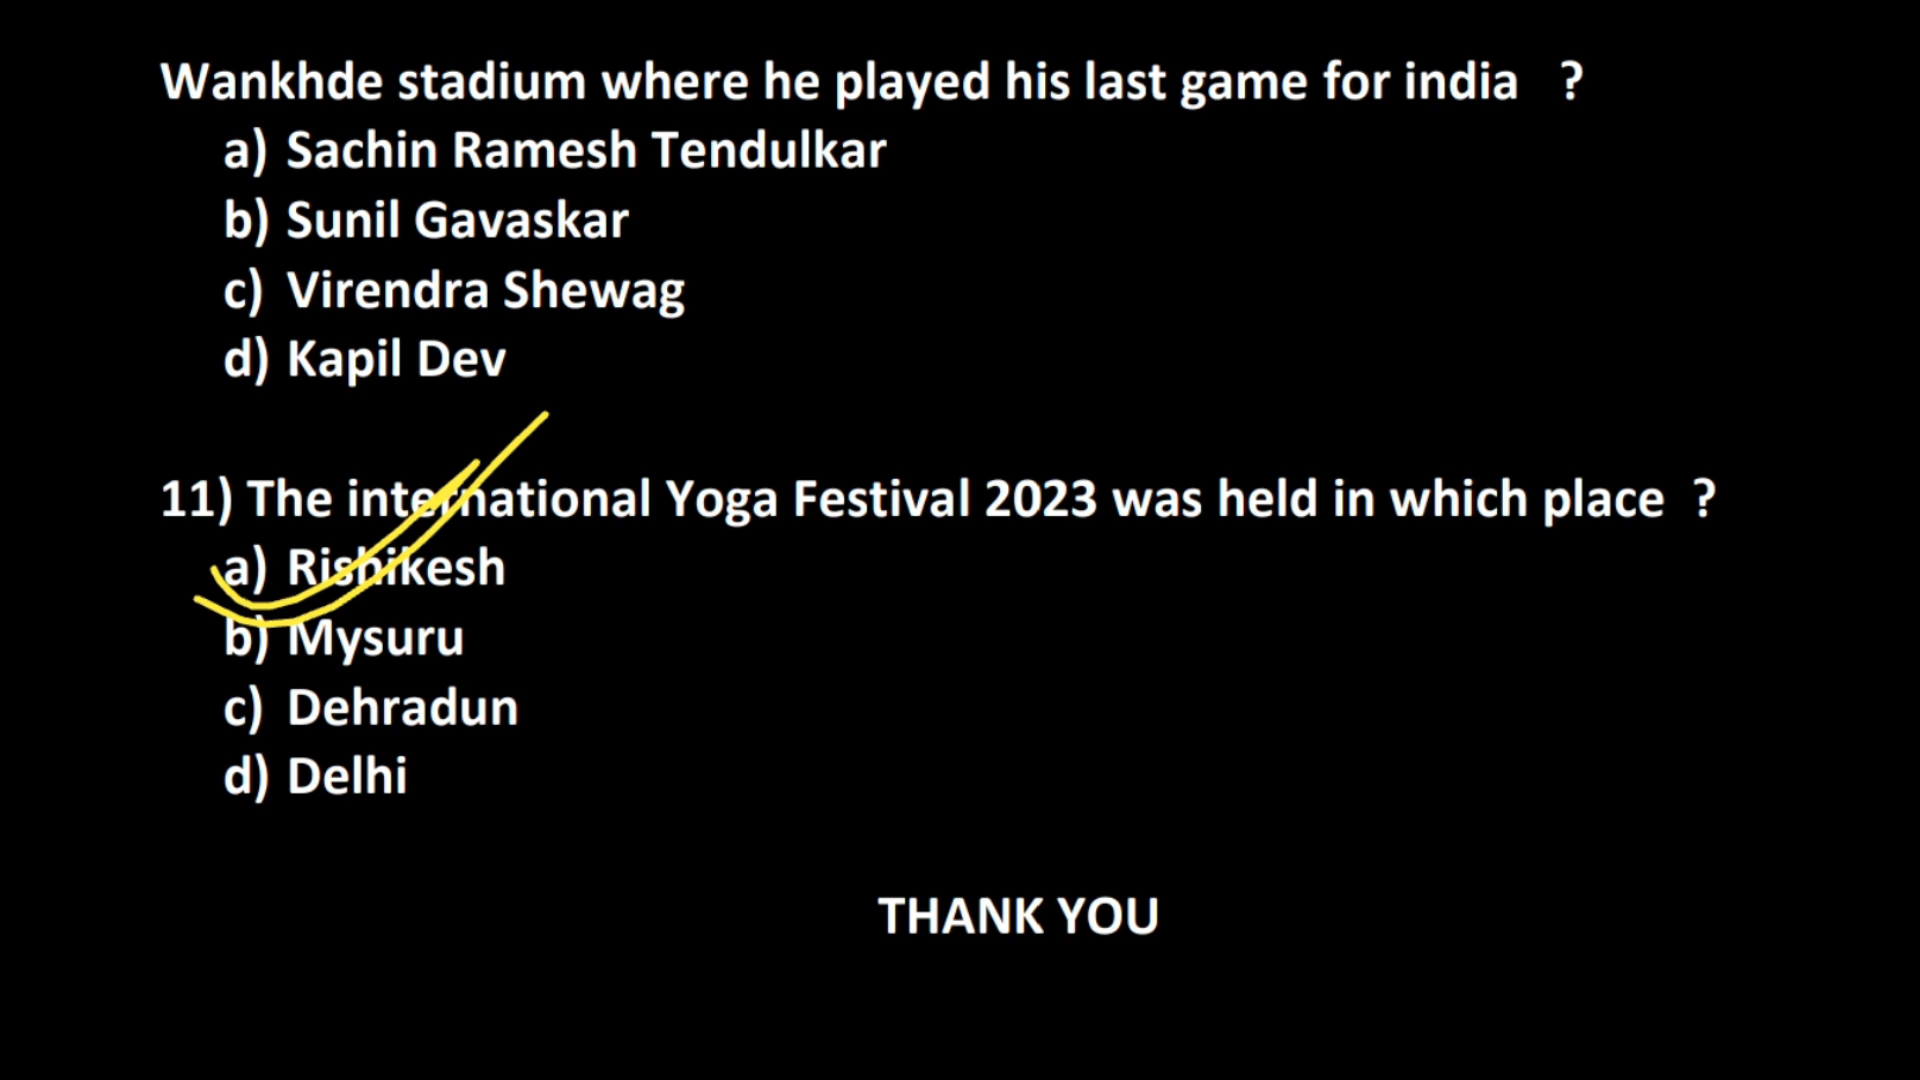 Wankhde stadium where he played his last game for india ?
a) Sachin Ramesh Tendulkar
b) Sunil Gavaskar
c) Virendra Shewag
d) Kapil Dev
11) The international Yoga Festival 2023 was held in which place ?
a) Rishikesh
b) Mysuru
c) Dehradun
d) Delhi
THANK YOU